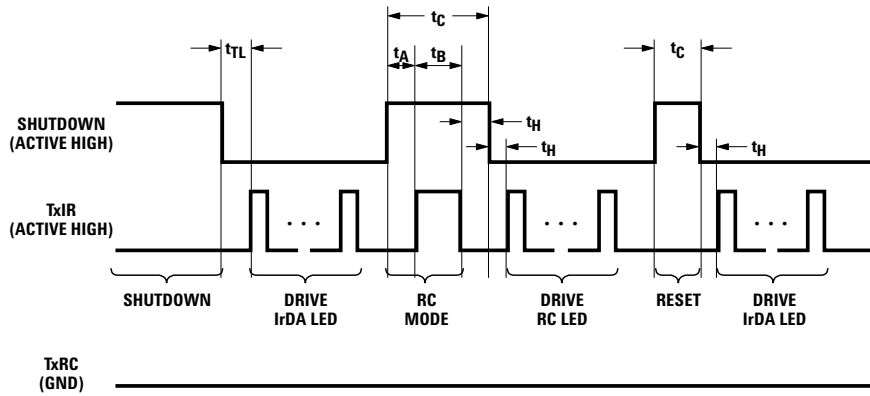 tC
tTL
tA
tB
tC
SHUTDOWN
(ACTIVE HIGH)
tH
tH
tH
TxIR
(ACTIVE HIGH)
. . .
. . .
. . .
SHUTDOWN
DRIVE
IrDA LED
RC
MODE
DRIVE
RC LED
RESET
DRIVE
IrDA LED
TxRC
(GND)